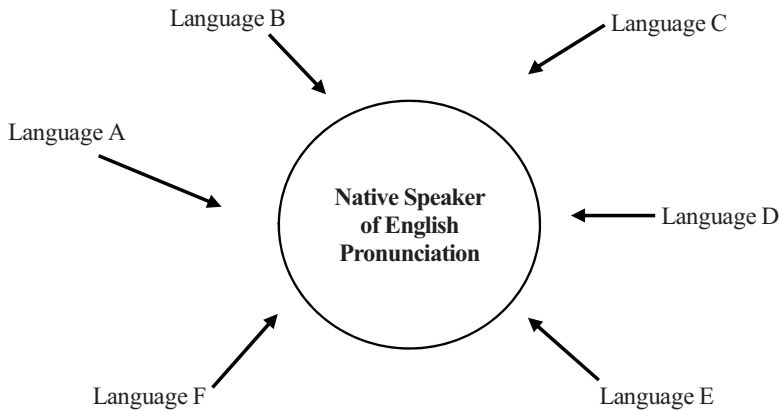 Language B
Language C
Language A
Native Speaker
of English
Pronunciation
Language D
Language F
Language E